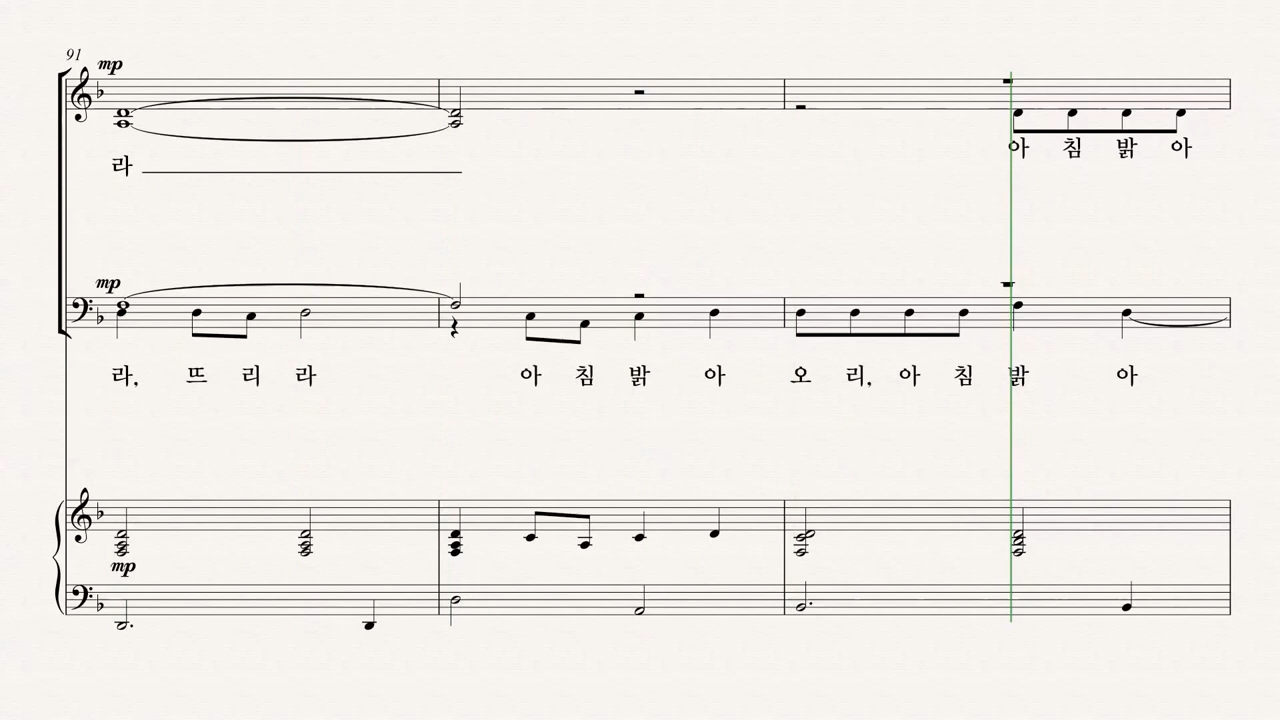 91
mp
아 침 밝 아
라
mp
라, 뜨 리 라 아 침 밝 아 오 리, 아 침 밝 아
mp